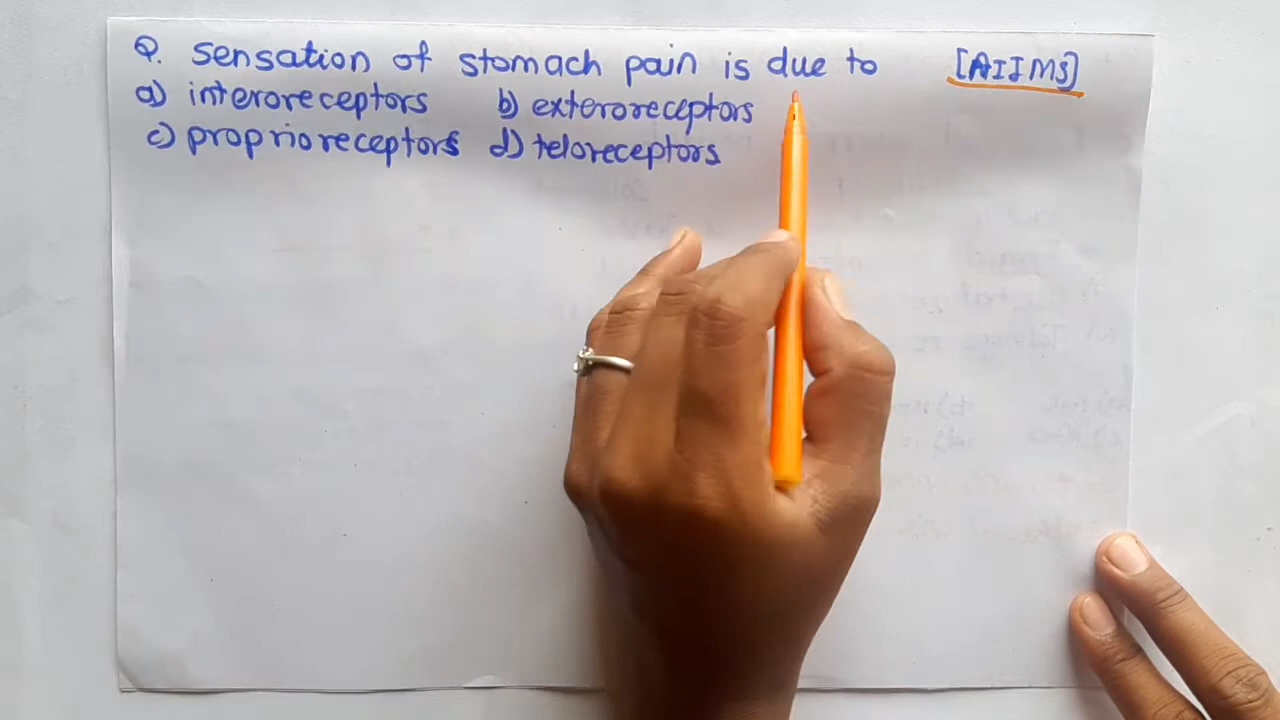 Q. Sensation of stomach pain is due to [AIIMS]
a) interoreceptors b) exteroreceptors
c) proprioreceptors d) teloreceptors